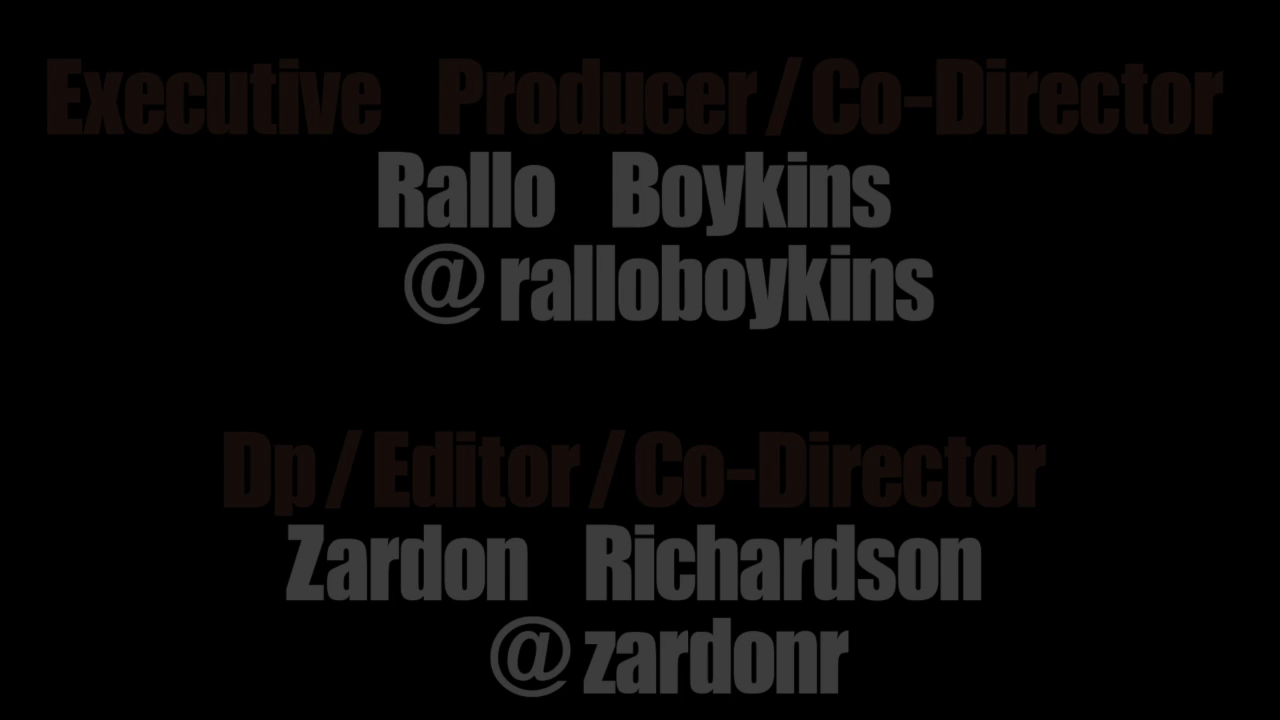 Executive Producer/Co-Director
Rallo Boykins
@ralloboykins
Dp/Editor/Co-Director
Zardon Richardson
@zardonr